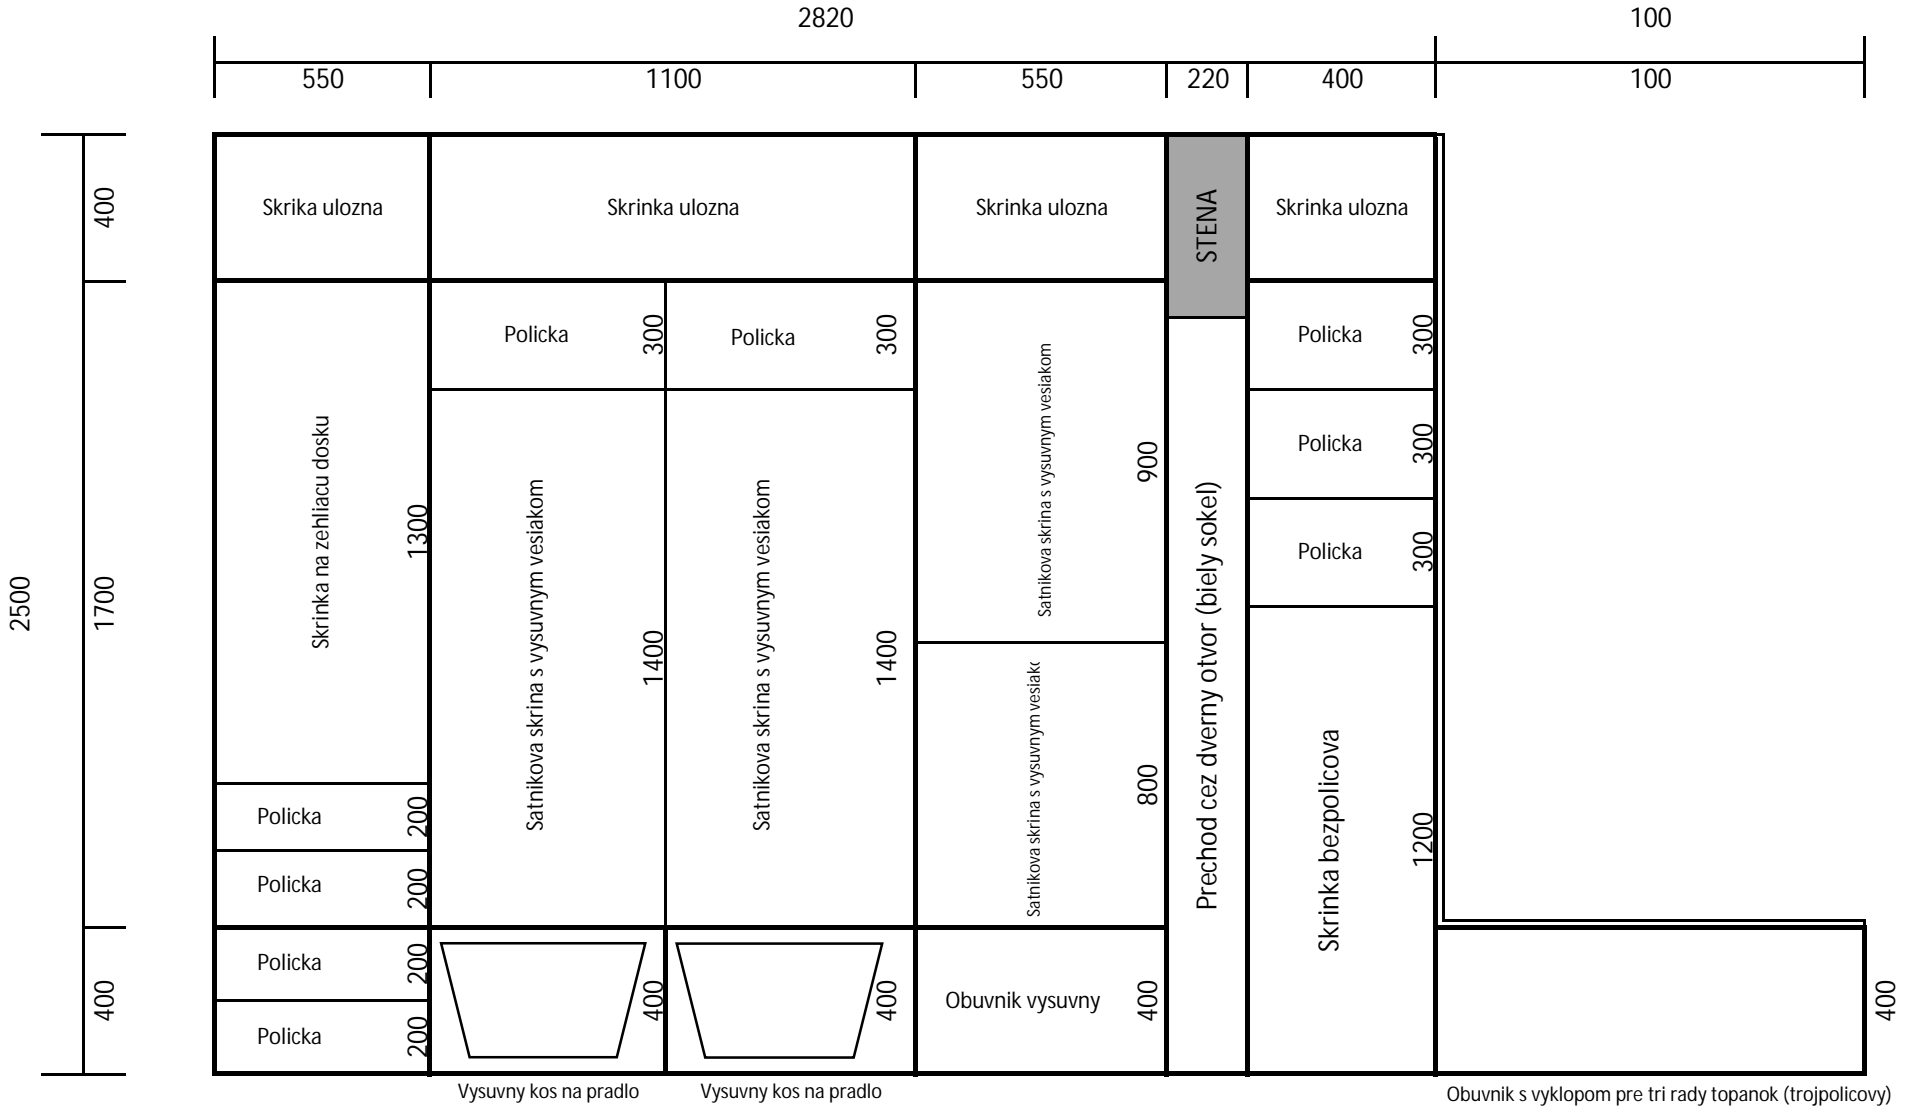 2820
100
550
1100
550
220
400
100
Skrika ulozna
Skrinka ulozna
Skrinka ulozna
STENA
Skrinka ulozna
400
1700
400
2500
Skrinka na zehliacu dosku
1300
Policka
200
Policka
200
Policka
200
Policka
200
Policka
300
Policka
300
Satnikova skrina s vysuvnym vesiakom
1400
Satnikova skrina s vysuvnym vesiakom
1400
400
400
Vysuvny kos na pradlo
Vysuvny kos na pradlo
Satnikova skrina s vysuvnym vesiakom
900
Satnikova skrina s vysuvnym vesiak
800
Obuvnik vysuvny
400
Prechod cez dverny otvor (biely sokel)
Policka
300
Policka
300
Policka
300
Skrinka bezpolicova
1200
400
Obuvnik s vyklopom pre tri rady topanok (trojpolicovy)